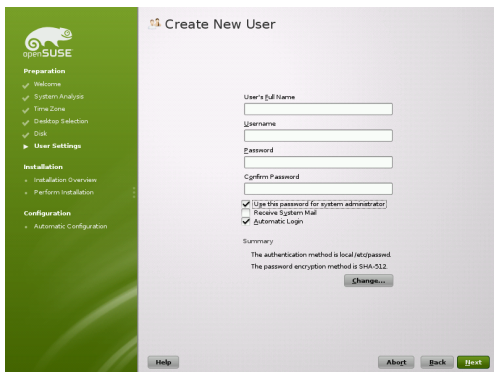 openSUSE
Preparation
Welcome
System Analysis
Time Zone
Desktop Selection
Disk
User Settings
Installation
Installation Overview
Perform Installation
Configuration
Automatic Configuration
Create New User
User's Full Name
Username
Password
Confirm Password
Use this password for system administrator
Receive System Mail
Automatic Login
Summary
The authentication method is local /etc/passwd.
The password encryption method is SHA-512.
Change...
Help
Abort
Back
Next